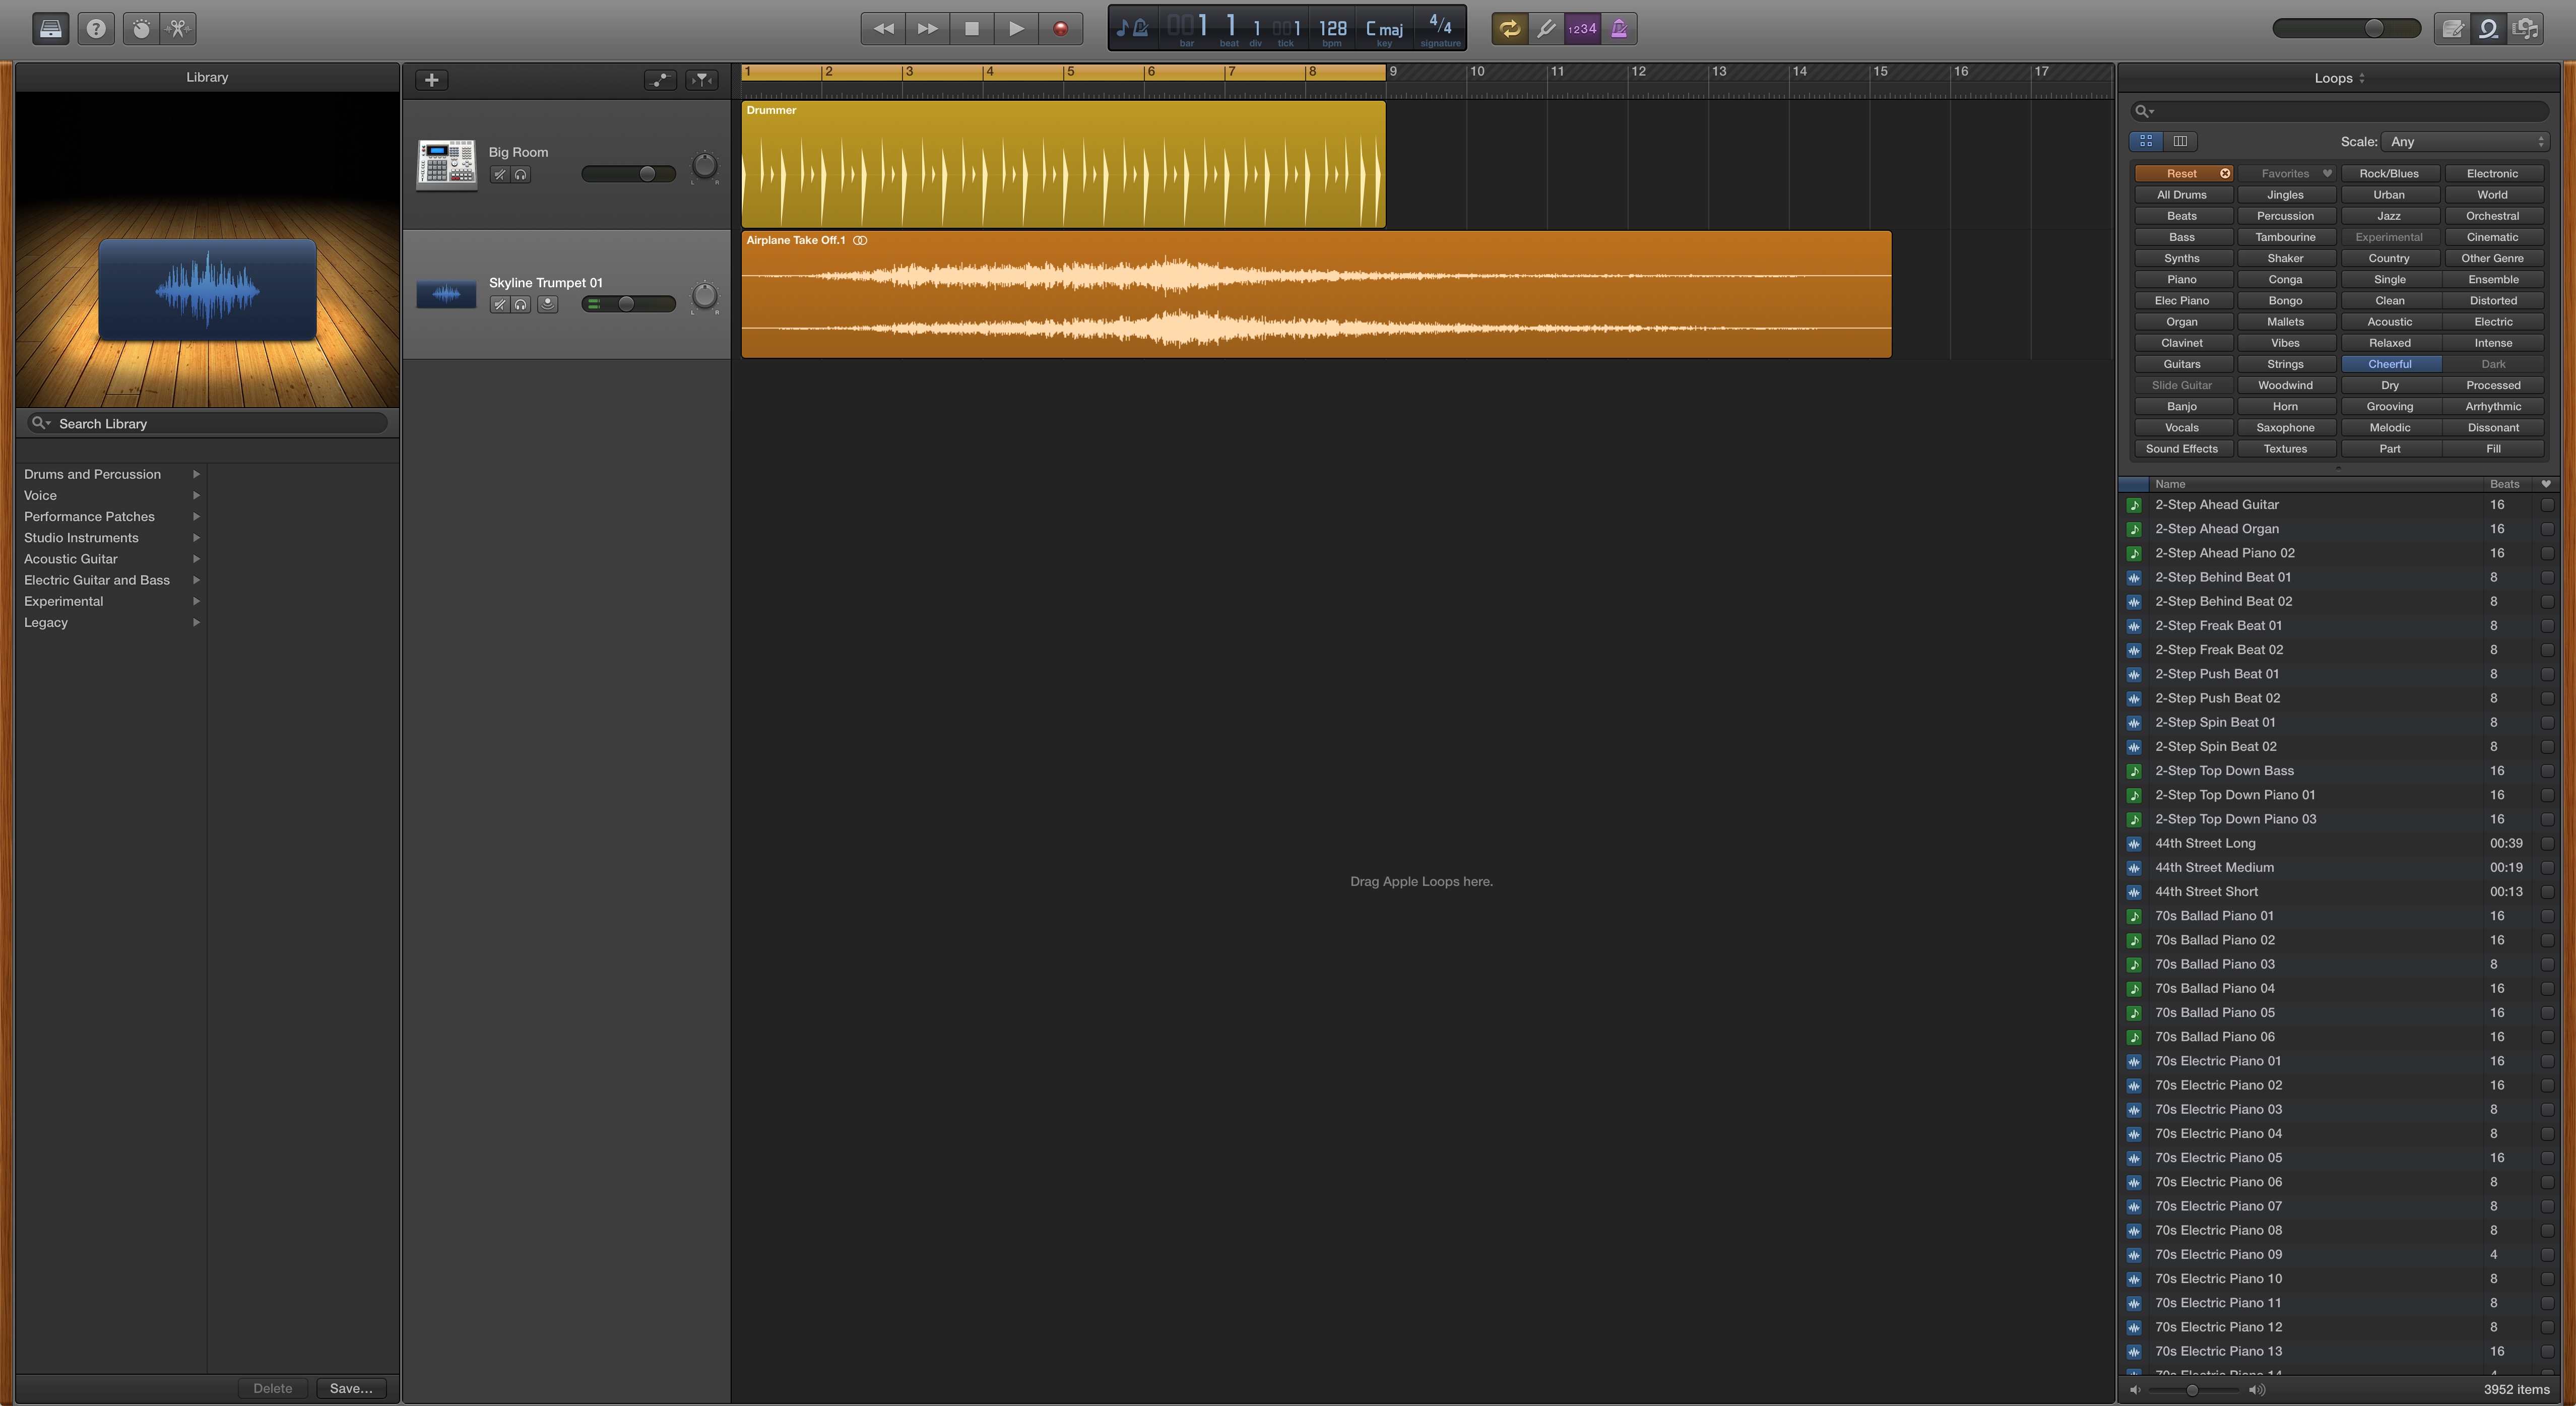 1 1 1 1 128 C maj 4/4 1234
bar beat div tick bpm key signature
Library
Search Library
Drums and Percussion
Voice
Performance Patches
Studio Instruments
Acoustic Guitar
Electric Guitar and Bass
Experimental
Legacy
Delete Save...
1 2 3 4 5 6 7 8 9 10 11 12 13 14 15 16 17
Big Room
L R
Drummer
Skyline Trumpet 01
L R
Airplane Take Off.1
Drag Apple Loops here.
Loops
Scale: Any
Reset Favorites Rock/Blues Electronic
All Drums Jingles Urban World
Beats Percussion Jazz Orchestral
Bass Tambourine Experimental Cinematic
Synths Shaker Country Other Genre
Piano Conga Single Ensemble
Elec Piano Bongo Clean Distorted
Organ Mallets Acoustic Electric
Clavinet Vibes Relaxed Intense
Guitars Strings Cheerful Dark
Slide Guitar Woodwind Dry Processed
Banjo Horn Grooving Arrhythmic
Vocals Saxophone Melodic Dissonant
Sound Effects Textures Part Fill
Name Beats
2-Step Ahead Guitar 16
2-Step Ahead Organ 16
2-Step Ahead Piano 02 16
2-Step Behind Beat 01 8
2-Step Behind Beat 02 8
2-Step Freak Beat 01 8
2-Step Freak Beat 02 8
2-Step Push Beat 01 8
2-Step Push Beat 02 8
2-Step Spin Beat 01 8
2-Step Spin Beat 02 8
2-Step Top Down Bass 16
2-Step Top Down Piano 01 16
2-Step Top Down Piano 03 16
44th Street Long 00:39
44th Street Medium 00:19
44th Street Short 00:13
70s Ballad Piano 01 16
70s Ballad Piano 02 16
70s Ballad Piano 03 8
70s Ballad Piano 04 16
70s Ballad Piano 05 16
70s Ballad Piano 06 16
70s Electric Piano 01 16
70s Electric Piano 02 16
70s Electric Piano 03 8
70s Electric Piano 04 8
70s Electric Piano 05 16
70s Electric Piano 06 8
70s Electric Piano 07 8
70s Electric Piano 08 8
70s Electric Piano 09 4
70s Electric Piano 10 8
70s Electric Piano 11 8
70s Electric Piano 12 8
70s Electric Piano 13 16
3952 items